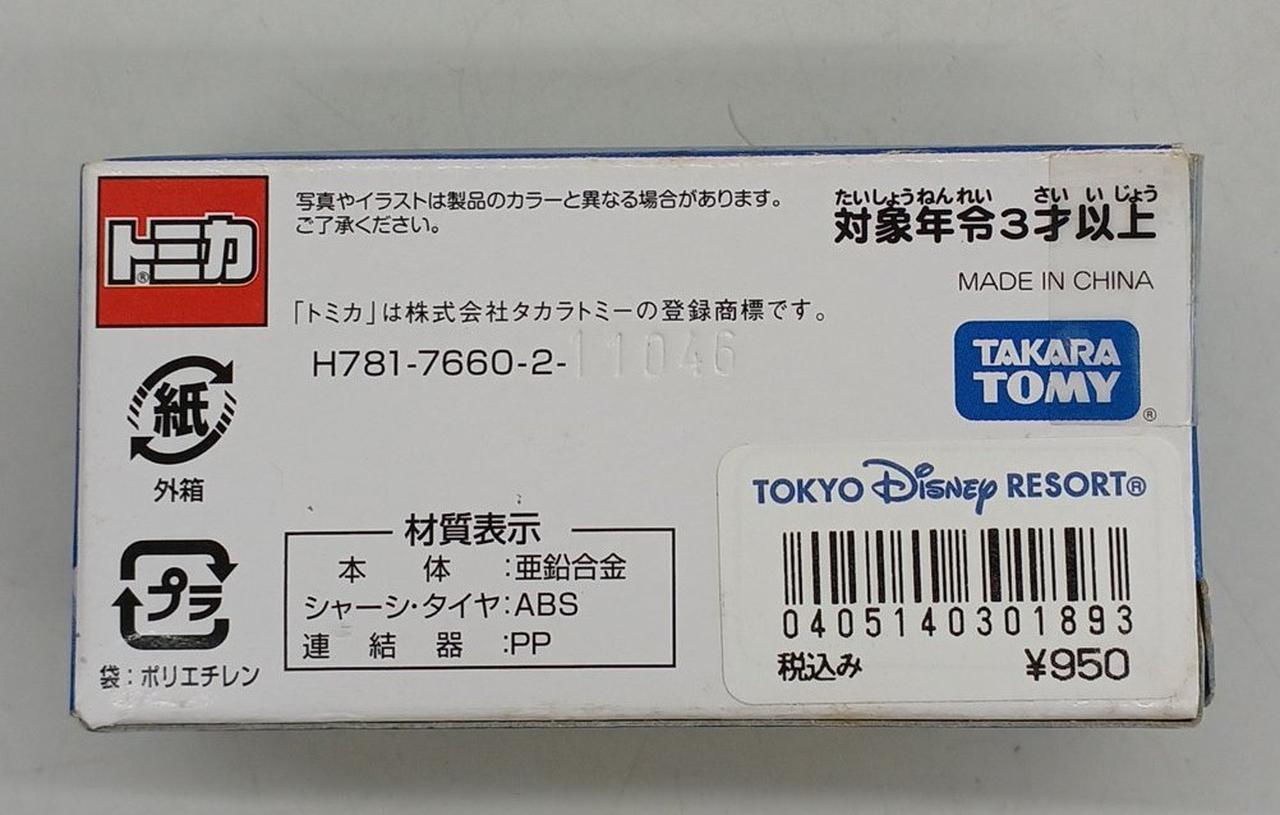 トミカ®
写真やイラストは製品のカラーと異なる場合があります。
ご了承ください。
たいしょうねんれい さい い じょう
対象年令3才以上
MADE IN CHINA
「トミカ」は株式会社タカラトミーの登録商標です。
H781-7660-2-11046
TAKARA
TOMY®
紙
外箱
プラ
袋:ポリエチレン
材質表示
本体:亜鉛合金
シャーシ・タイヤ:ABS
連結器:PP
TOKYO Disney RESORT®
0405140301893
税込み ¥950